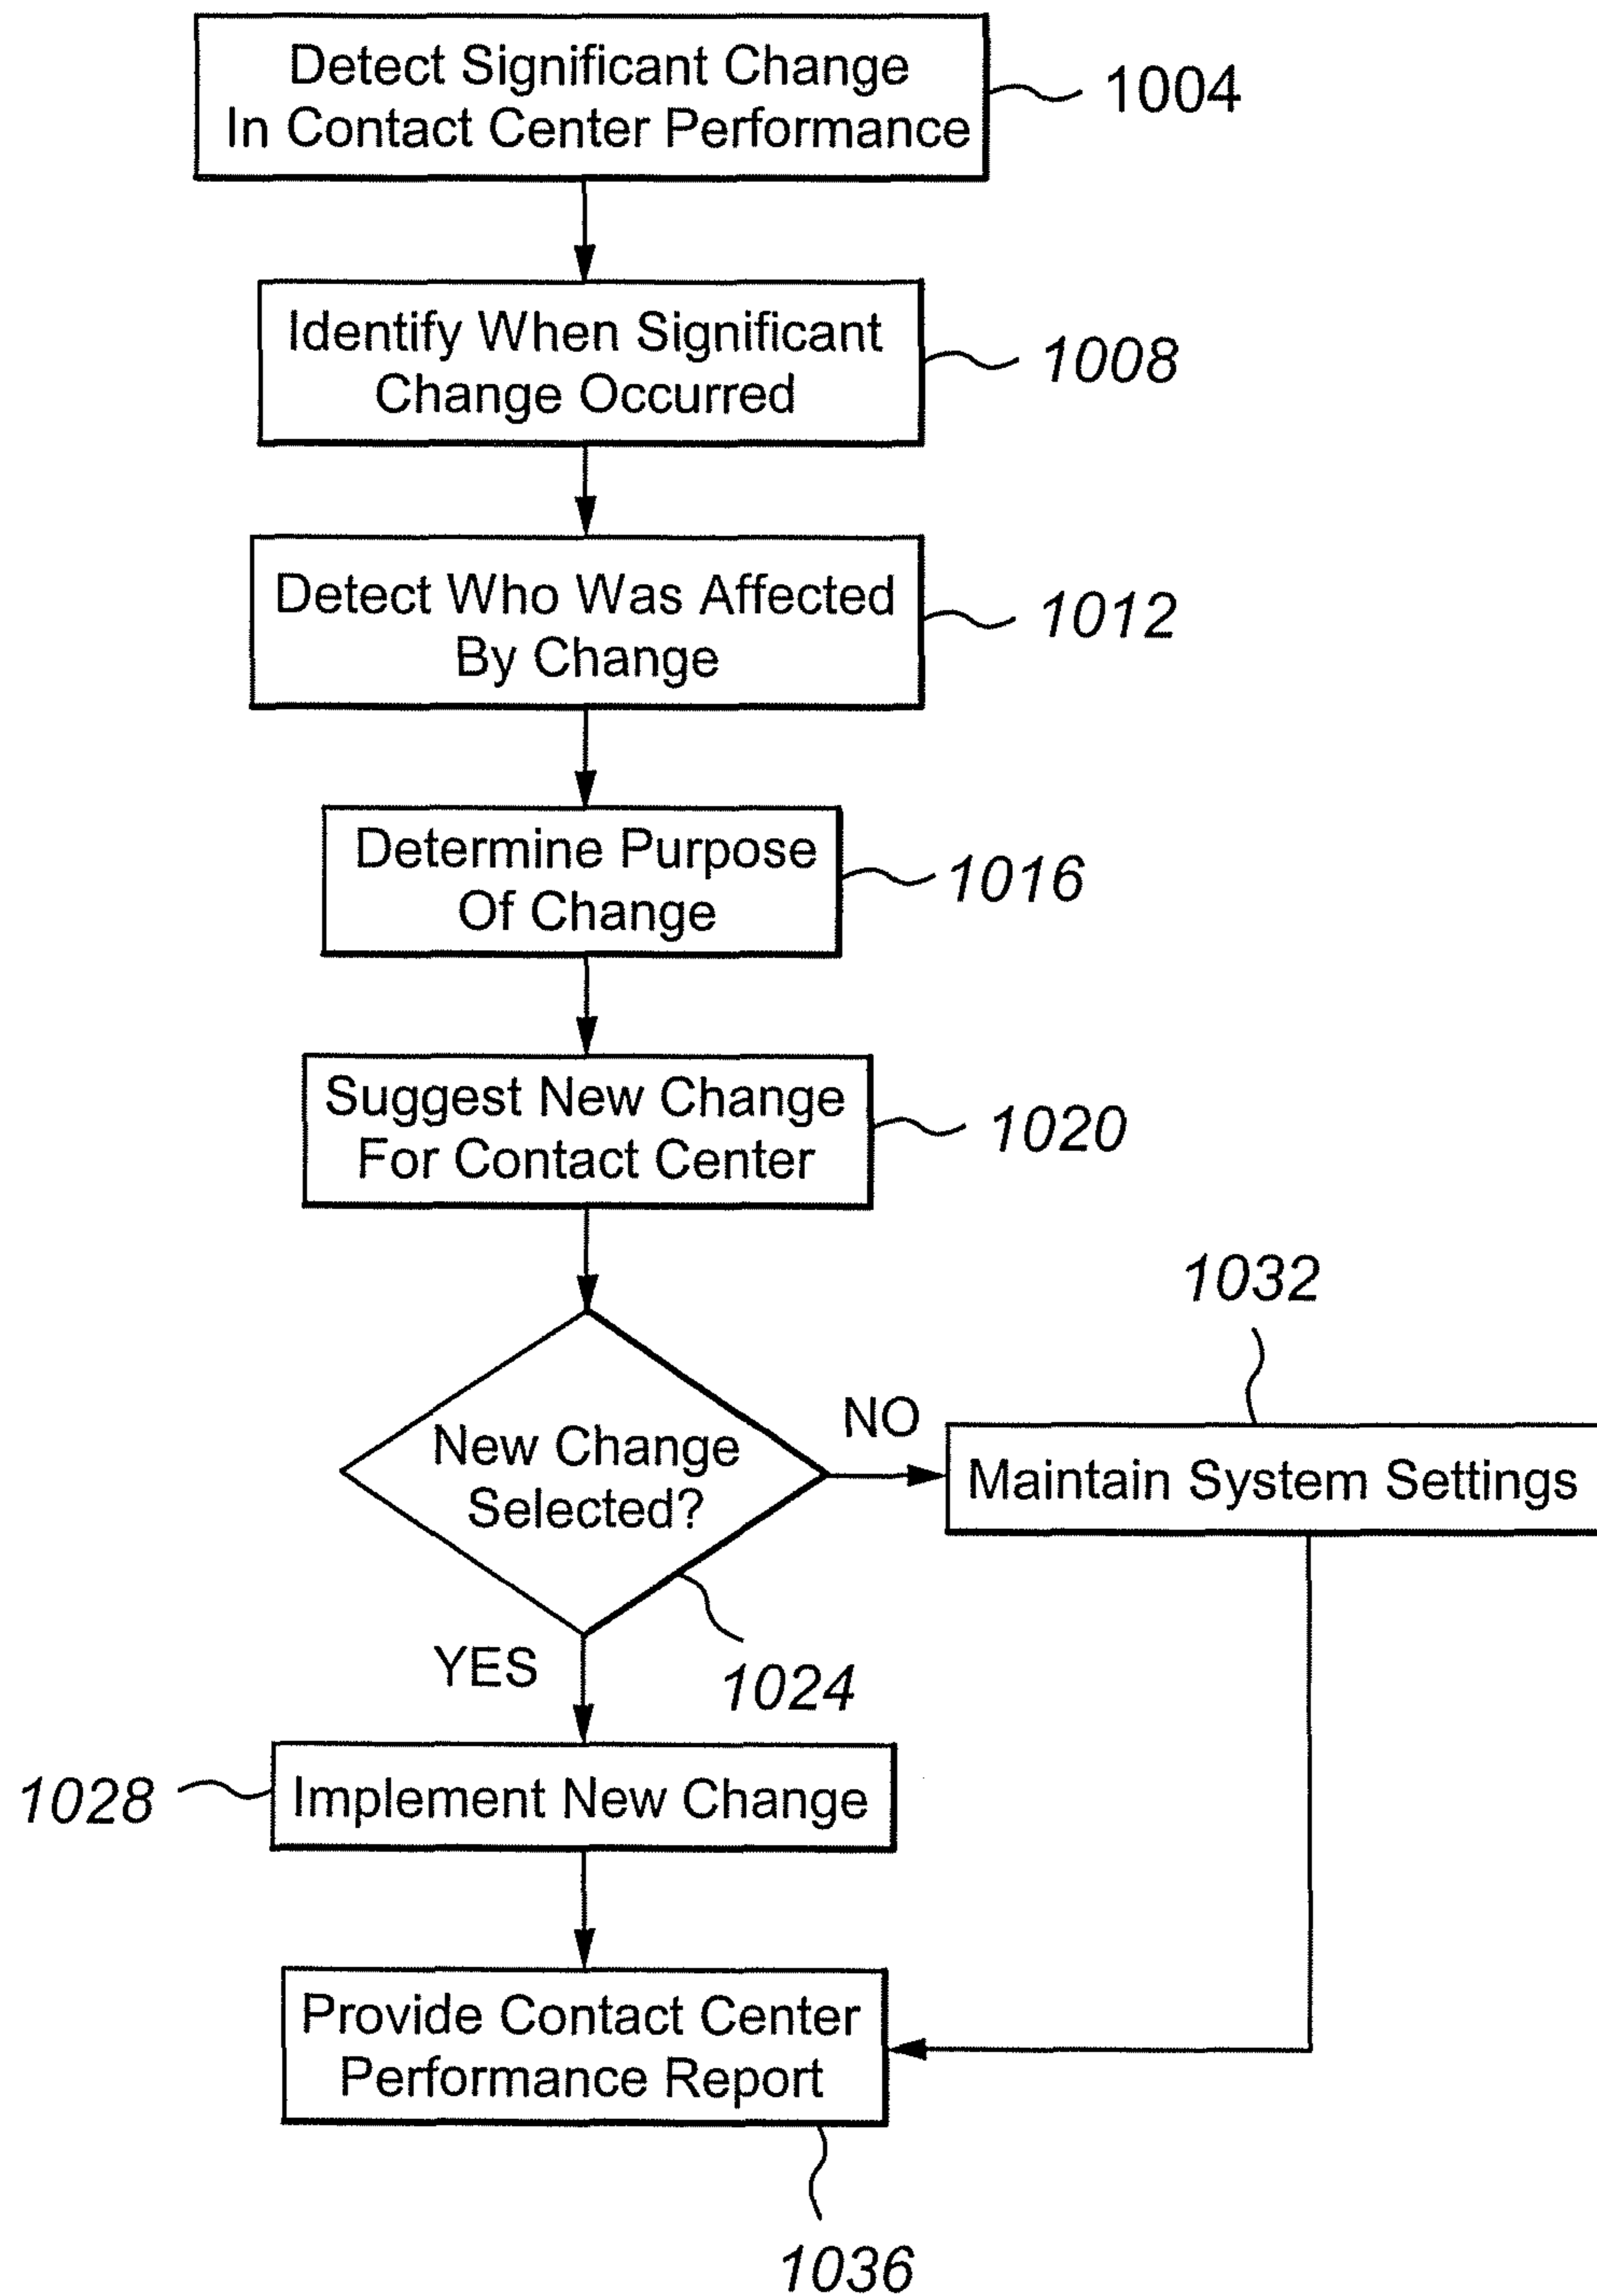 Detect Significant Change
In Contact Center Performance
1004
Identify When Significant
Change Occurred
1008
Detect Who Was Affected
By Change
1012
Determine Purpose
Of Change
1016
Suggest New Change
For Contact Center
1020
New Change
Selected?
1024
NO
1032
Maintain System Settings
YES
1028
Implement New Change
Provide Contact Center
Performance Report
1036